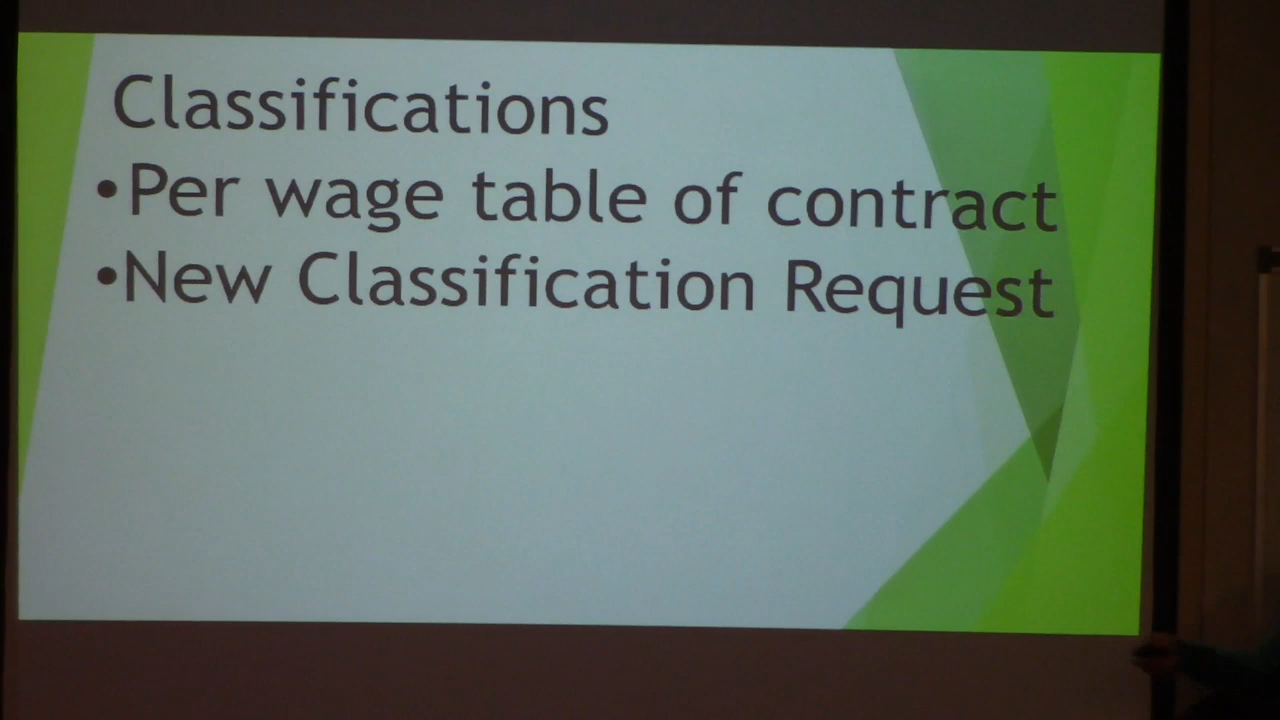 Classifications
•Per wage table of contract
•New Classification Request